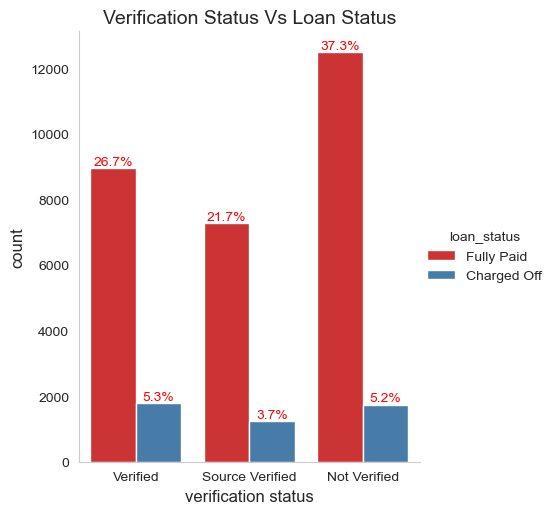 Verification Status Vs Loan Status
37.3%
12000
10000
26.7%
8000
21.7%
count
6000
4000
2000
5.3%
3.7%
5.2%
0
Verified Source Verified Not Verified
verification status
loan_status
Fully Paid
Charged Off